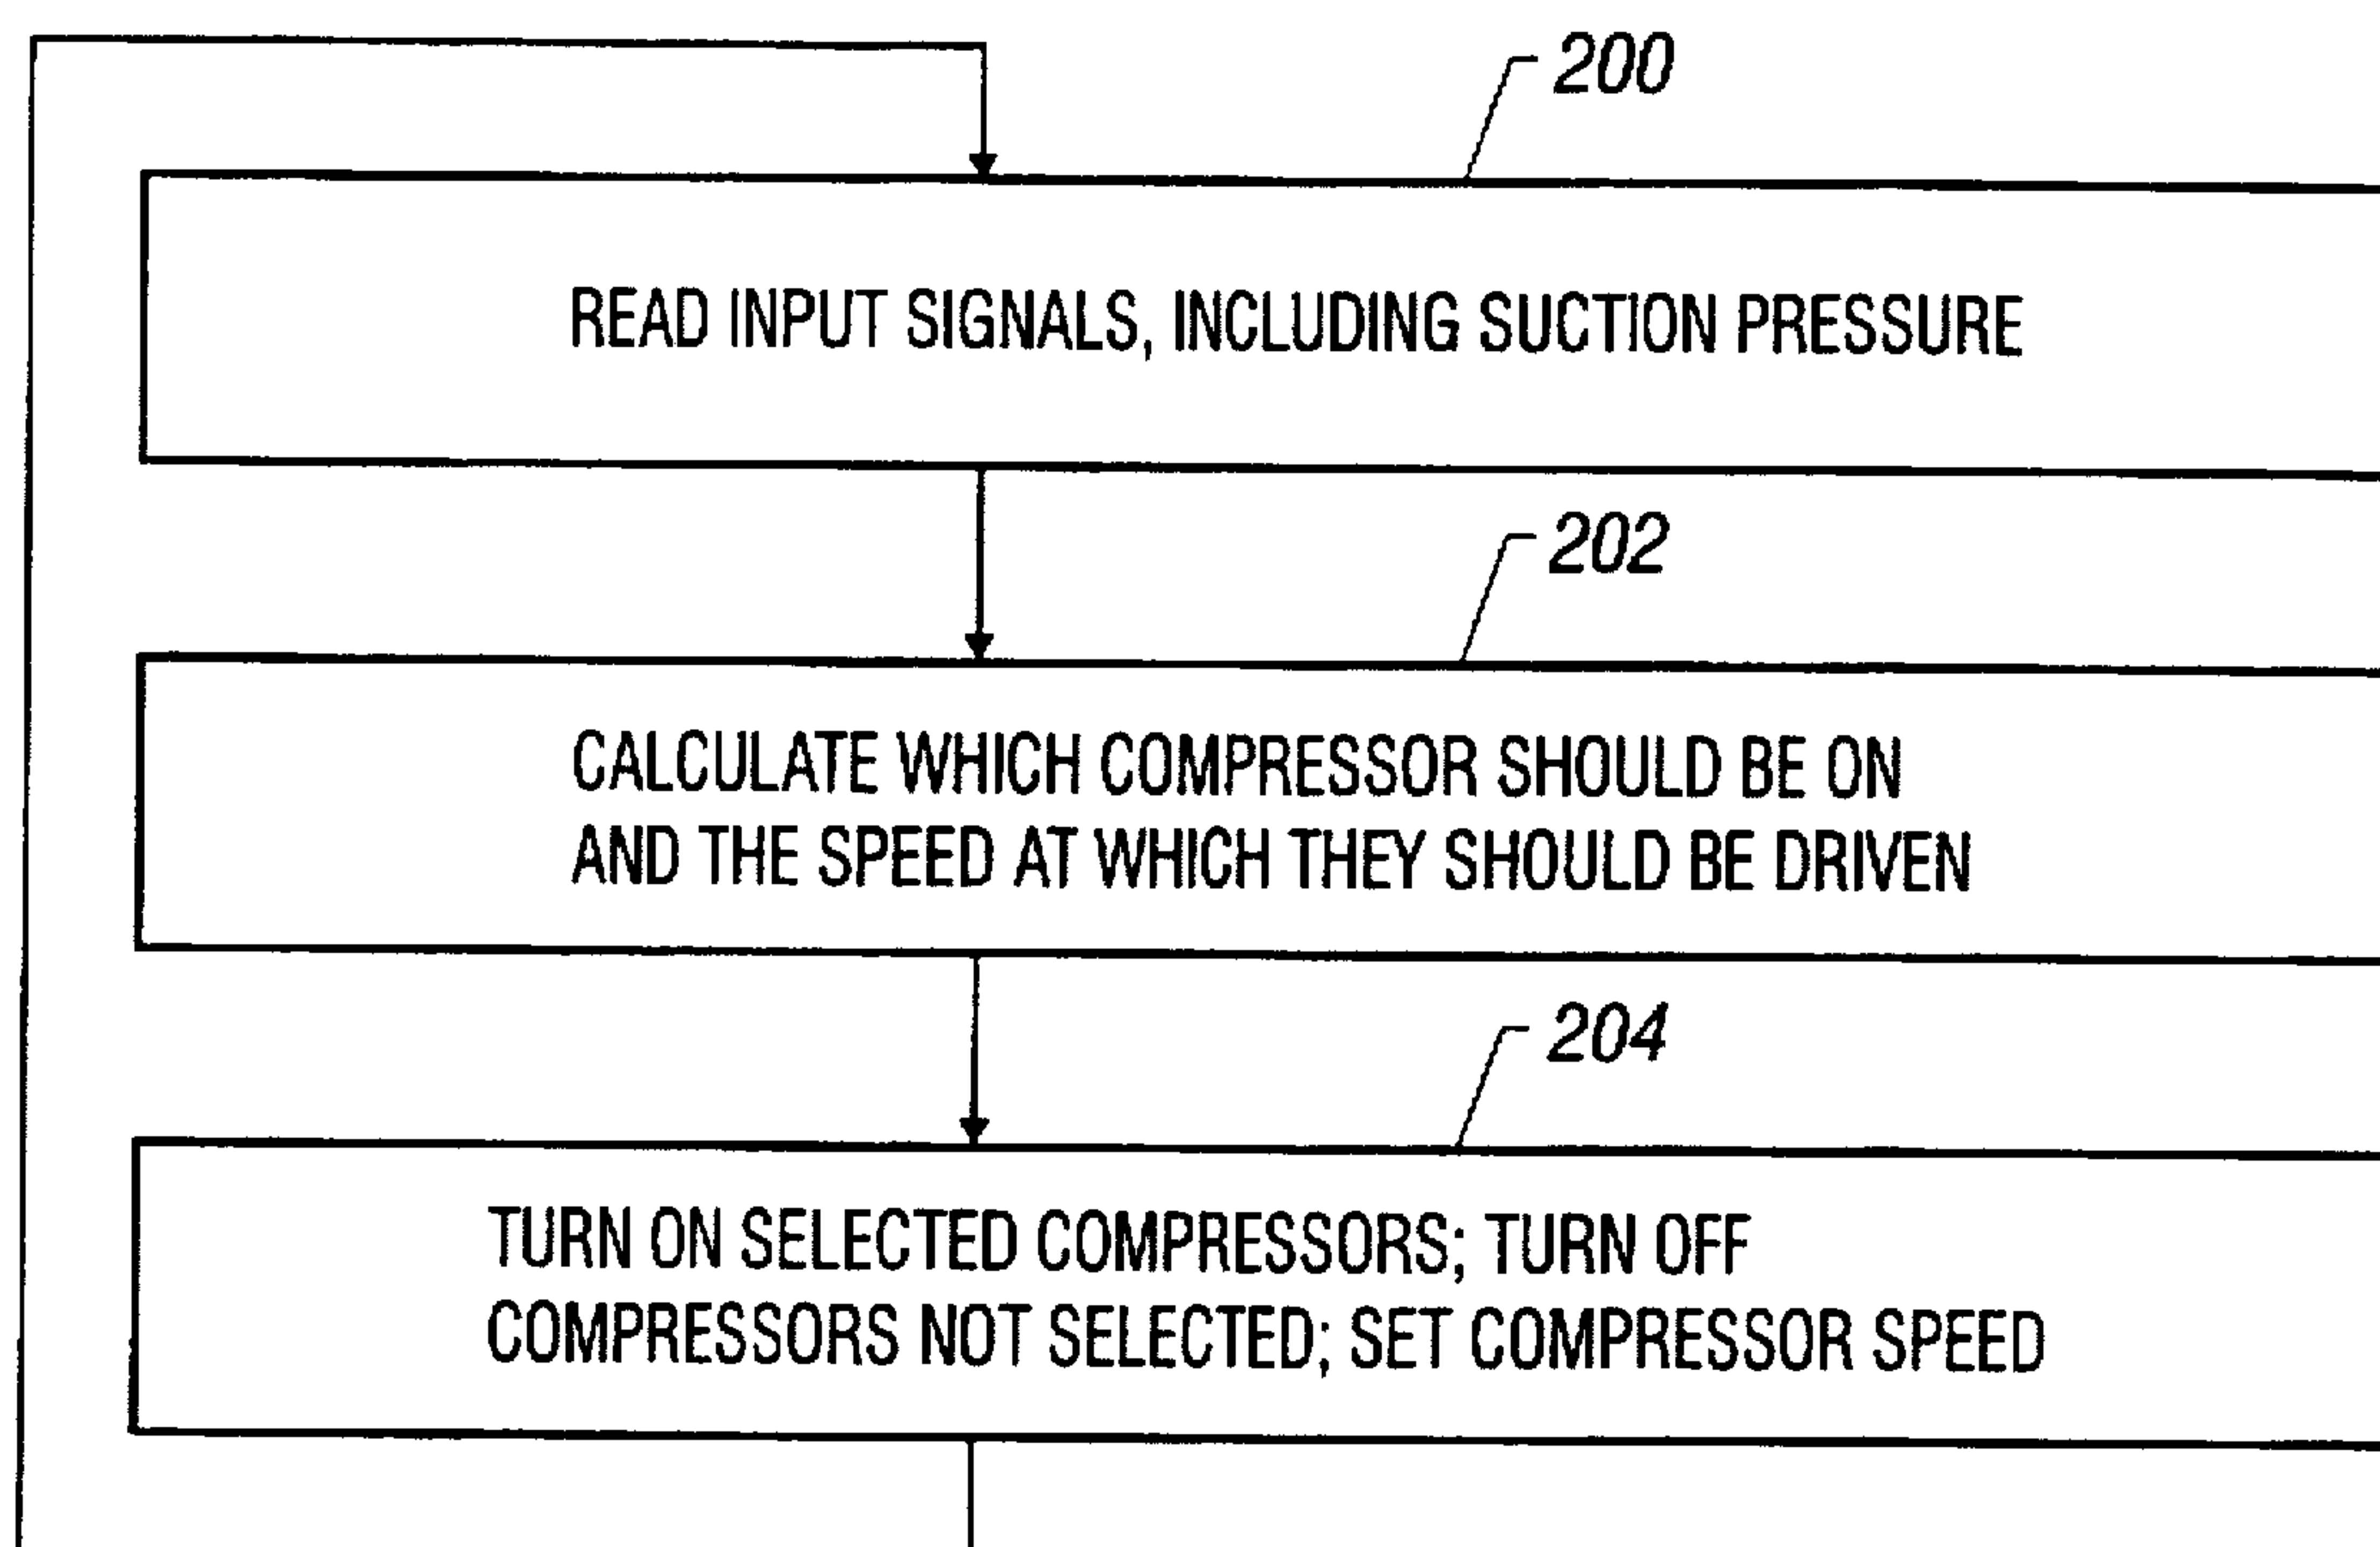 200
READ INPUT SIGNALS, INCLUDING SUCTION PRESSURE
202
CALCULATE WHICH COMPRESSOR SHOULD BE ON
AND THE SPEED AT WHICH THEY SHOULD BE DRIVEN
204
TURN ON SELECTED COMPRESSORS; TURN OFF
COMPRESSORS NOT SELECTED; SET COMPRESSOR SPEED